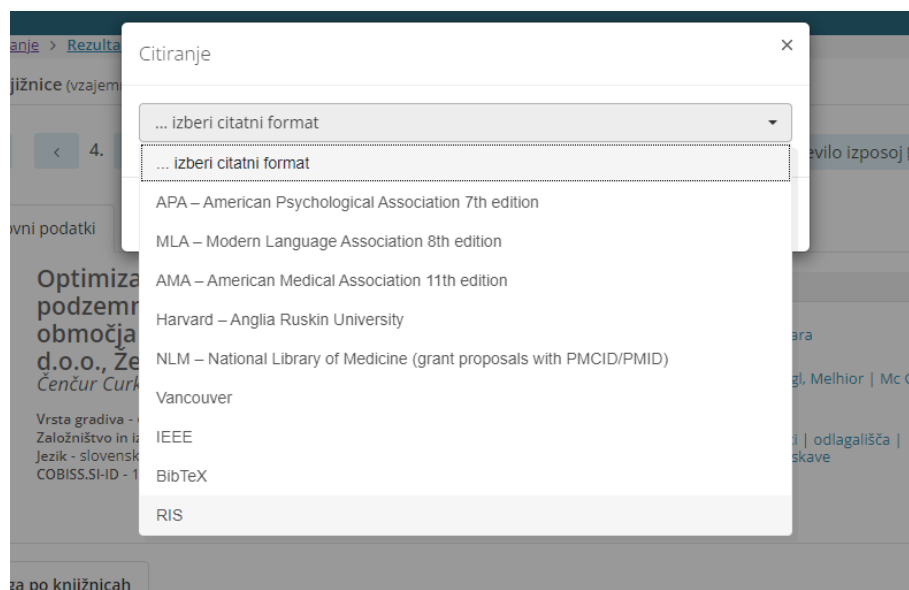 anje > Rezulta
Citiranje
×
jižnice (vzajem
... izberi citatni format
< 4.
evilo izposoj
... izberi citatni format
APA – American Psychological Association 7th edition
ovni podatki
MLA – Modern Language Association 8th edition
AMA – American Medical Association 11th edition
Harvard – Anglia Ruskin University
NLM – National Library of Medicine (grant proposals with PMCID/PMID)
Vancouver
IEEE
BibTeX
RIS
Optimiza
podzemn
območja
d.o.o., Že
Čenčur Curk
Vrsta gradiva -
Založništvo in iz
Jezik - slovensk
COBISS.SI-ID - 1
ara
gl, Melhior | Mc
i | odlagališča |
skave
ga po knjižnicah